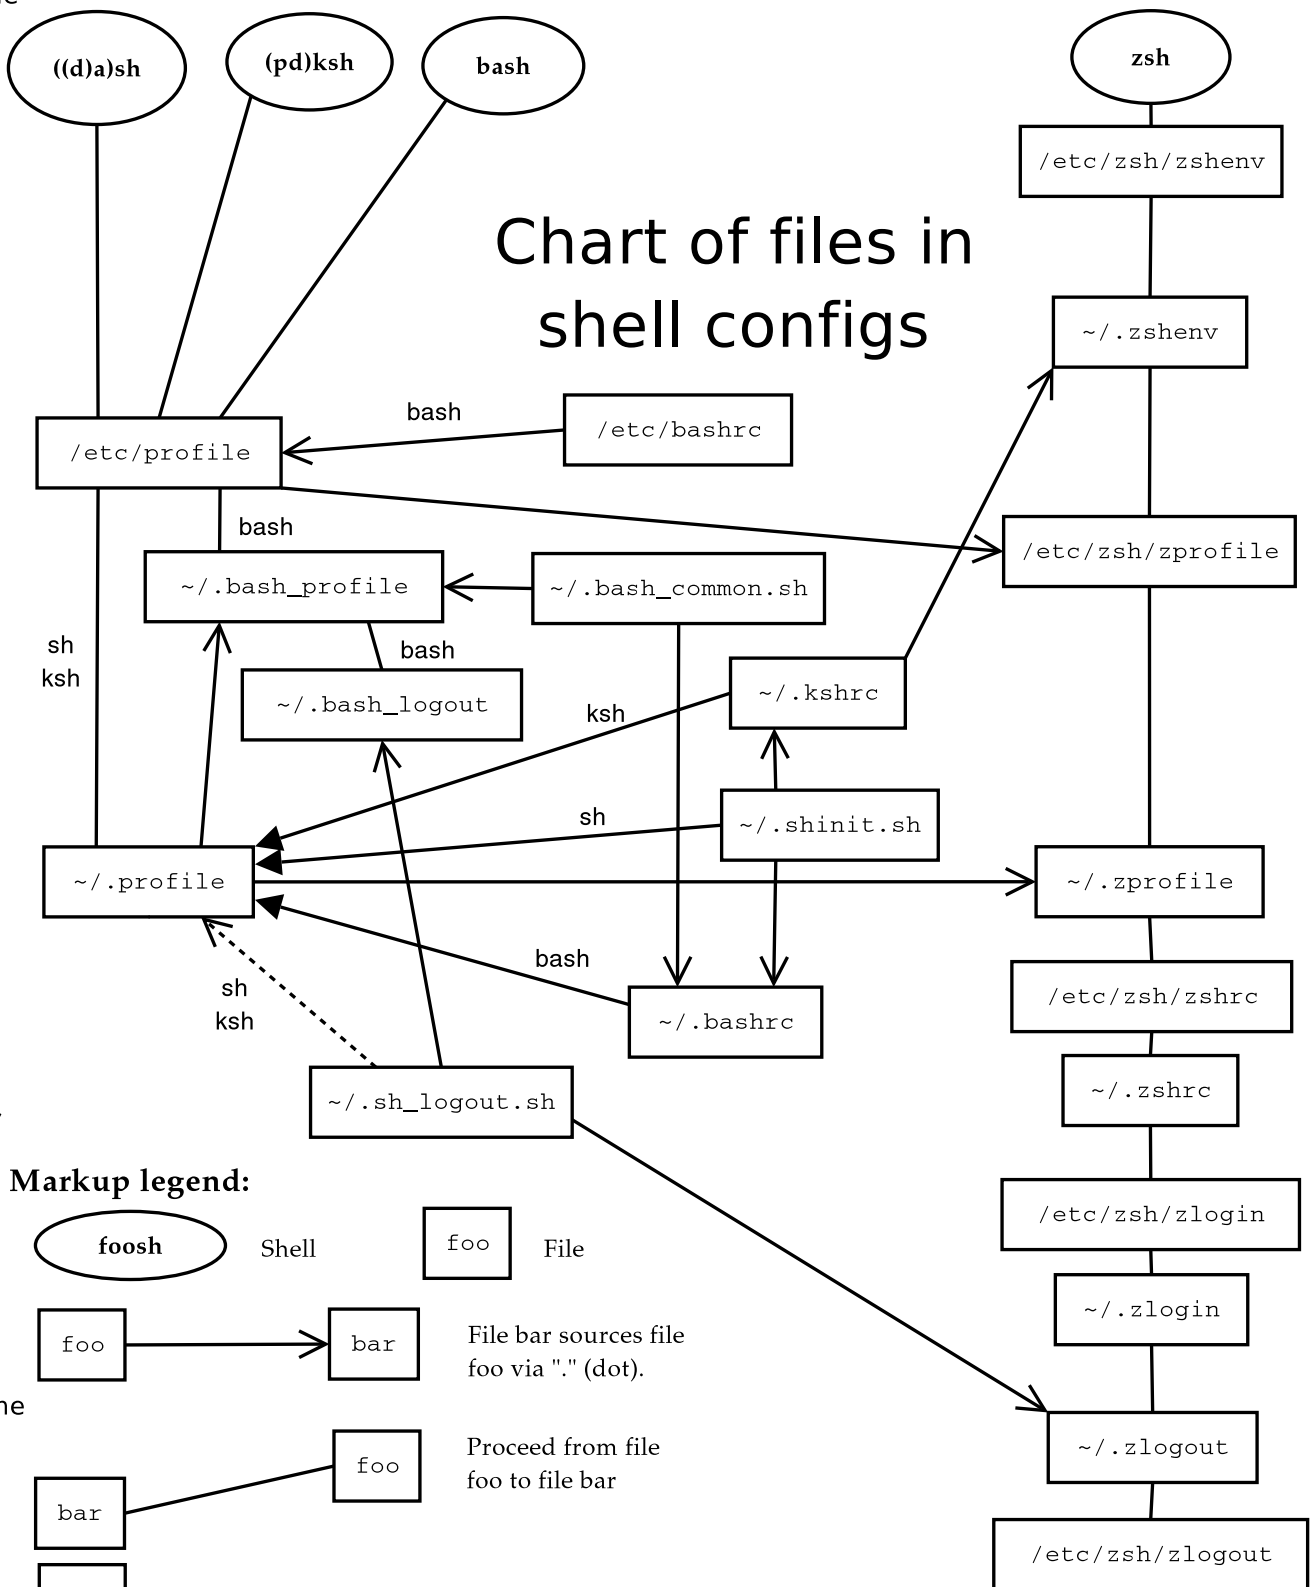 ((d)a)sh
(pd)ksh
bash
zsh
/etc/zsh/zshenv
Chart of files in
shell configs
~/.zshenv
bash
/etc/bashrc
/etc/profile
bash
/etc/zsh/zprofile
~/.bash_profile
~/.bash_common.sh
sh
ksh
bash
~/.bash_logout
~/.kshrc
ksh
sh
~/.shinit.sh
~/.profile
~/.zprofile
bash
sh
ksh
/etc/zsh/zshrc
~/.bashrc
~/.zshrc
~/.sh_logout.sh
Markup legend:
/etc/zsh/zlogin
foosh
Shell
foo
File
~/.zlogin
foo
bar
File bar sources file
foo via "." (dot).
~/.zlogout
foo
Proceed from file
foo to file bar
bar
/etc/zsh/zlogout